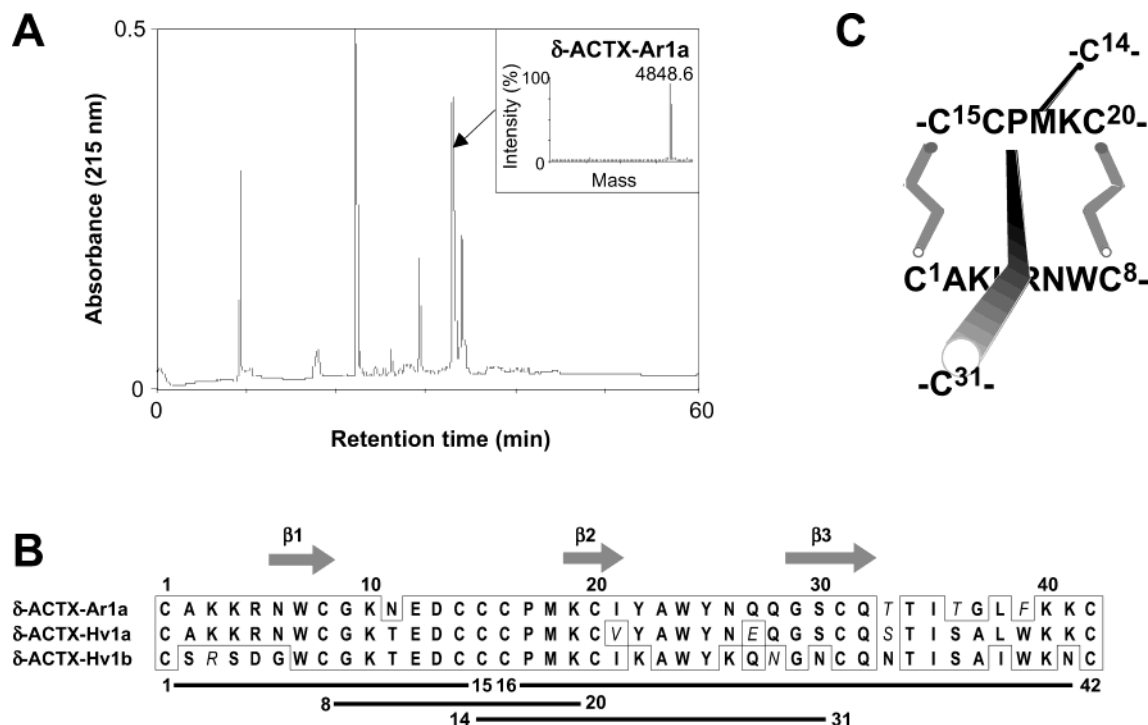 A
0.5
δ-ACTX-Ar1a
4848.6
100
Intensity (%)
0
Mass
Absorbance (215 nm)
0
0
60
Retention time (min)
C
-C¹⁴-
-C¹⁵CPMKC²⁰-
C¹AK RNWC⁸-
-C³¹-
B
β1 β2 β3
1 10 20 30 40
δ-ACTX-Ar1a C A K K R N W C G K N E D C C C P M K C I Y A W Y N Q Q G S C Q T T I T G L F K K C
δ-ACTX-Hv1a C A K K R N W C G K T E D C C C P M K C V Y A W Y N E Q G S C Q S T I S A L W K K C
δ-ACTX-Hv1b C S R S D G W C G K T E D C C C P M K C I K A W Y K Q N G N C Q N T I S A I W K N C
1 15 16 42
8 20
14 31